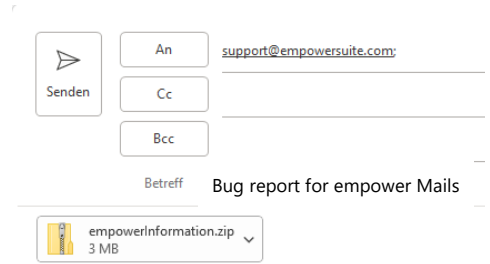 An
support@empowersuite.com;
Senden
Cc
Bcc
Betreff
Bug report for empower Mails
empowerInformation.zip
3 MB